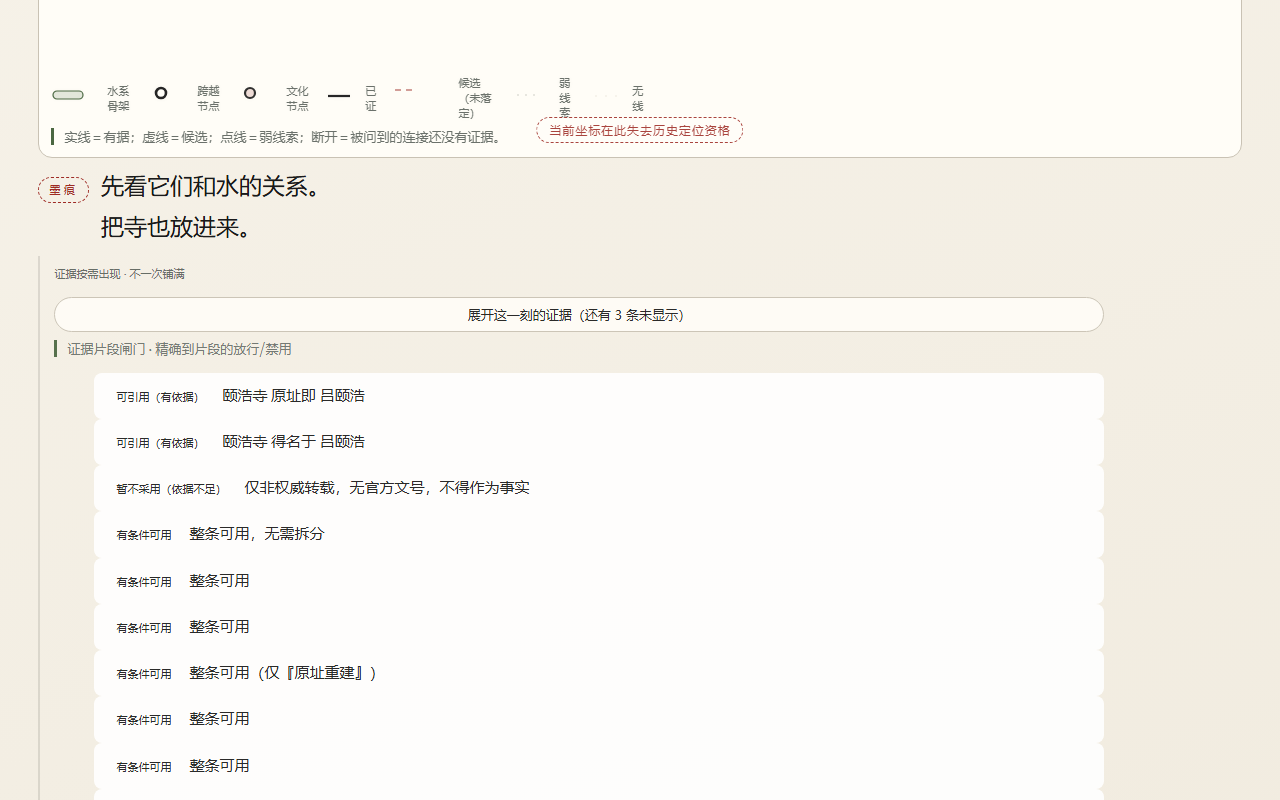 水系骨架
跨越节点
文化节点
已证
候选（未落定）
弱线索
无线
实线＝有据；虚线＝候选；点线＝弱线索；断开＝被问到的连接还没有证据。
当前坐标在此失去历史定位资格
墨痕
先看它们和水的关系。
把寺也放进来。
证据按需出现 · 不一次铺满
展开这一刻的证据（还有 3 条未显示）
证据片段闸门 · 精确到片段的放行/禁用
可引用（有依据） 颐浩寺 原址即 吕颐浩
可引用（有依据） 颐浩寺 得名于 吕颐浩
暂不采用（依据不足） 仅非权威转载，无官方文号，不得作为事实
有条件可用 整条可用，无需拆分
有条件可用 整条可用
有条件可用 整条可用
有条件可用 整条可用（仅『原址重建』）
有条件可用 整条可用
有条件可用 整条可用